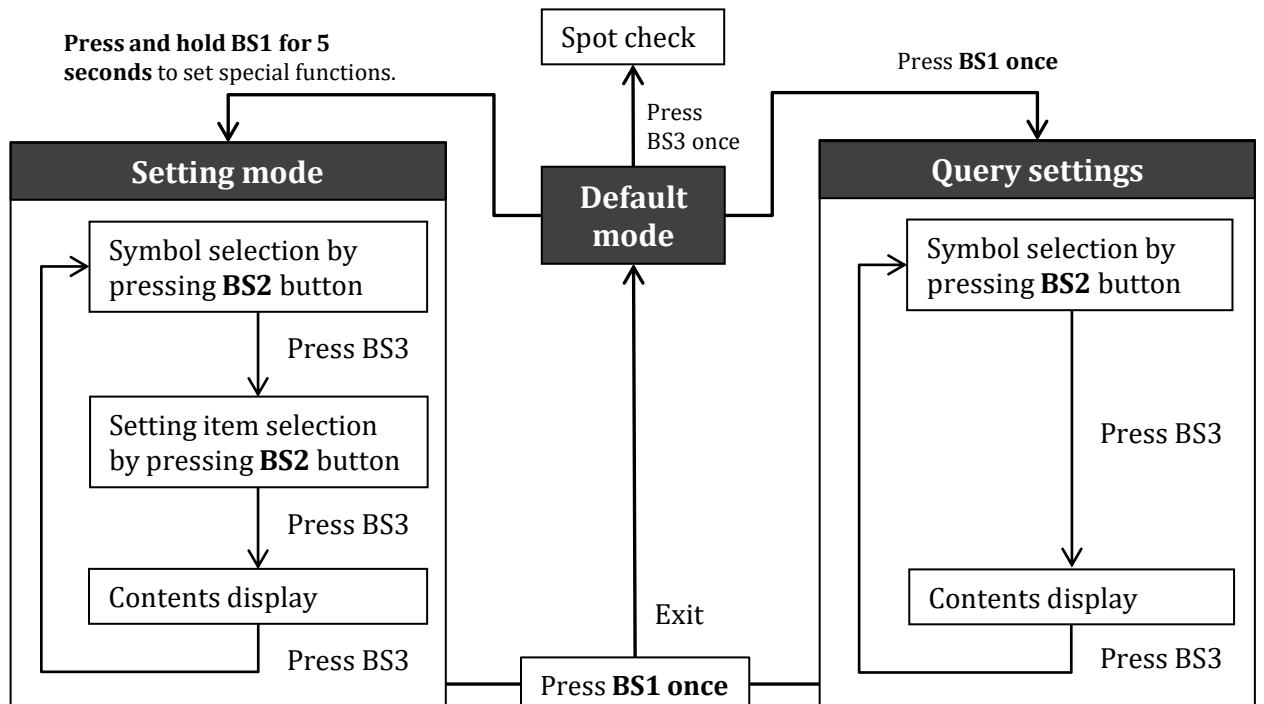 Press and hold BS1 for 5
seconds to set special functions.
Spot check
Press BS1 once
Press
BS3 once
Setting mode
Default
mode
Query settings
Symbol selection by
pressing BS2 button
Press BS3
Setting item selection
by pressing BS2 button
Press BS3
Contents display
Press BS3
Symbol selection by
pressing BS2 button
Press BS3
Contents display
Press BS3
Exit
Press BS1 once